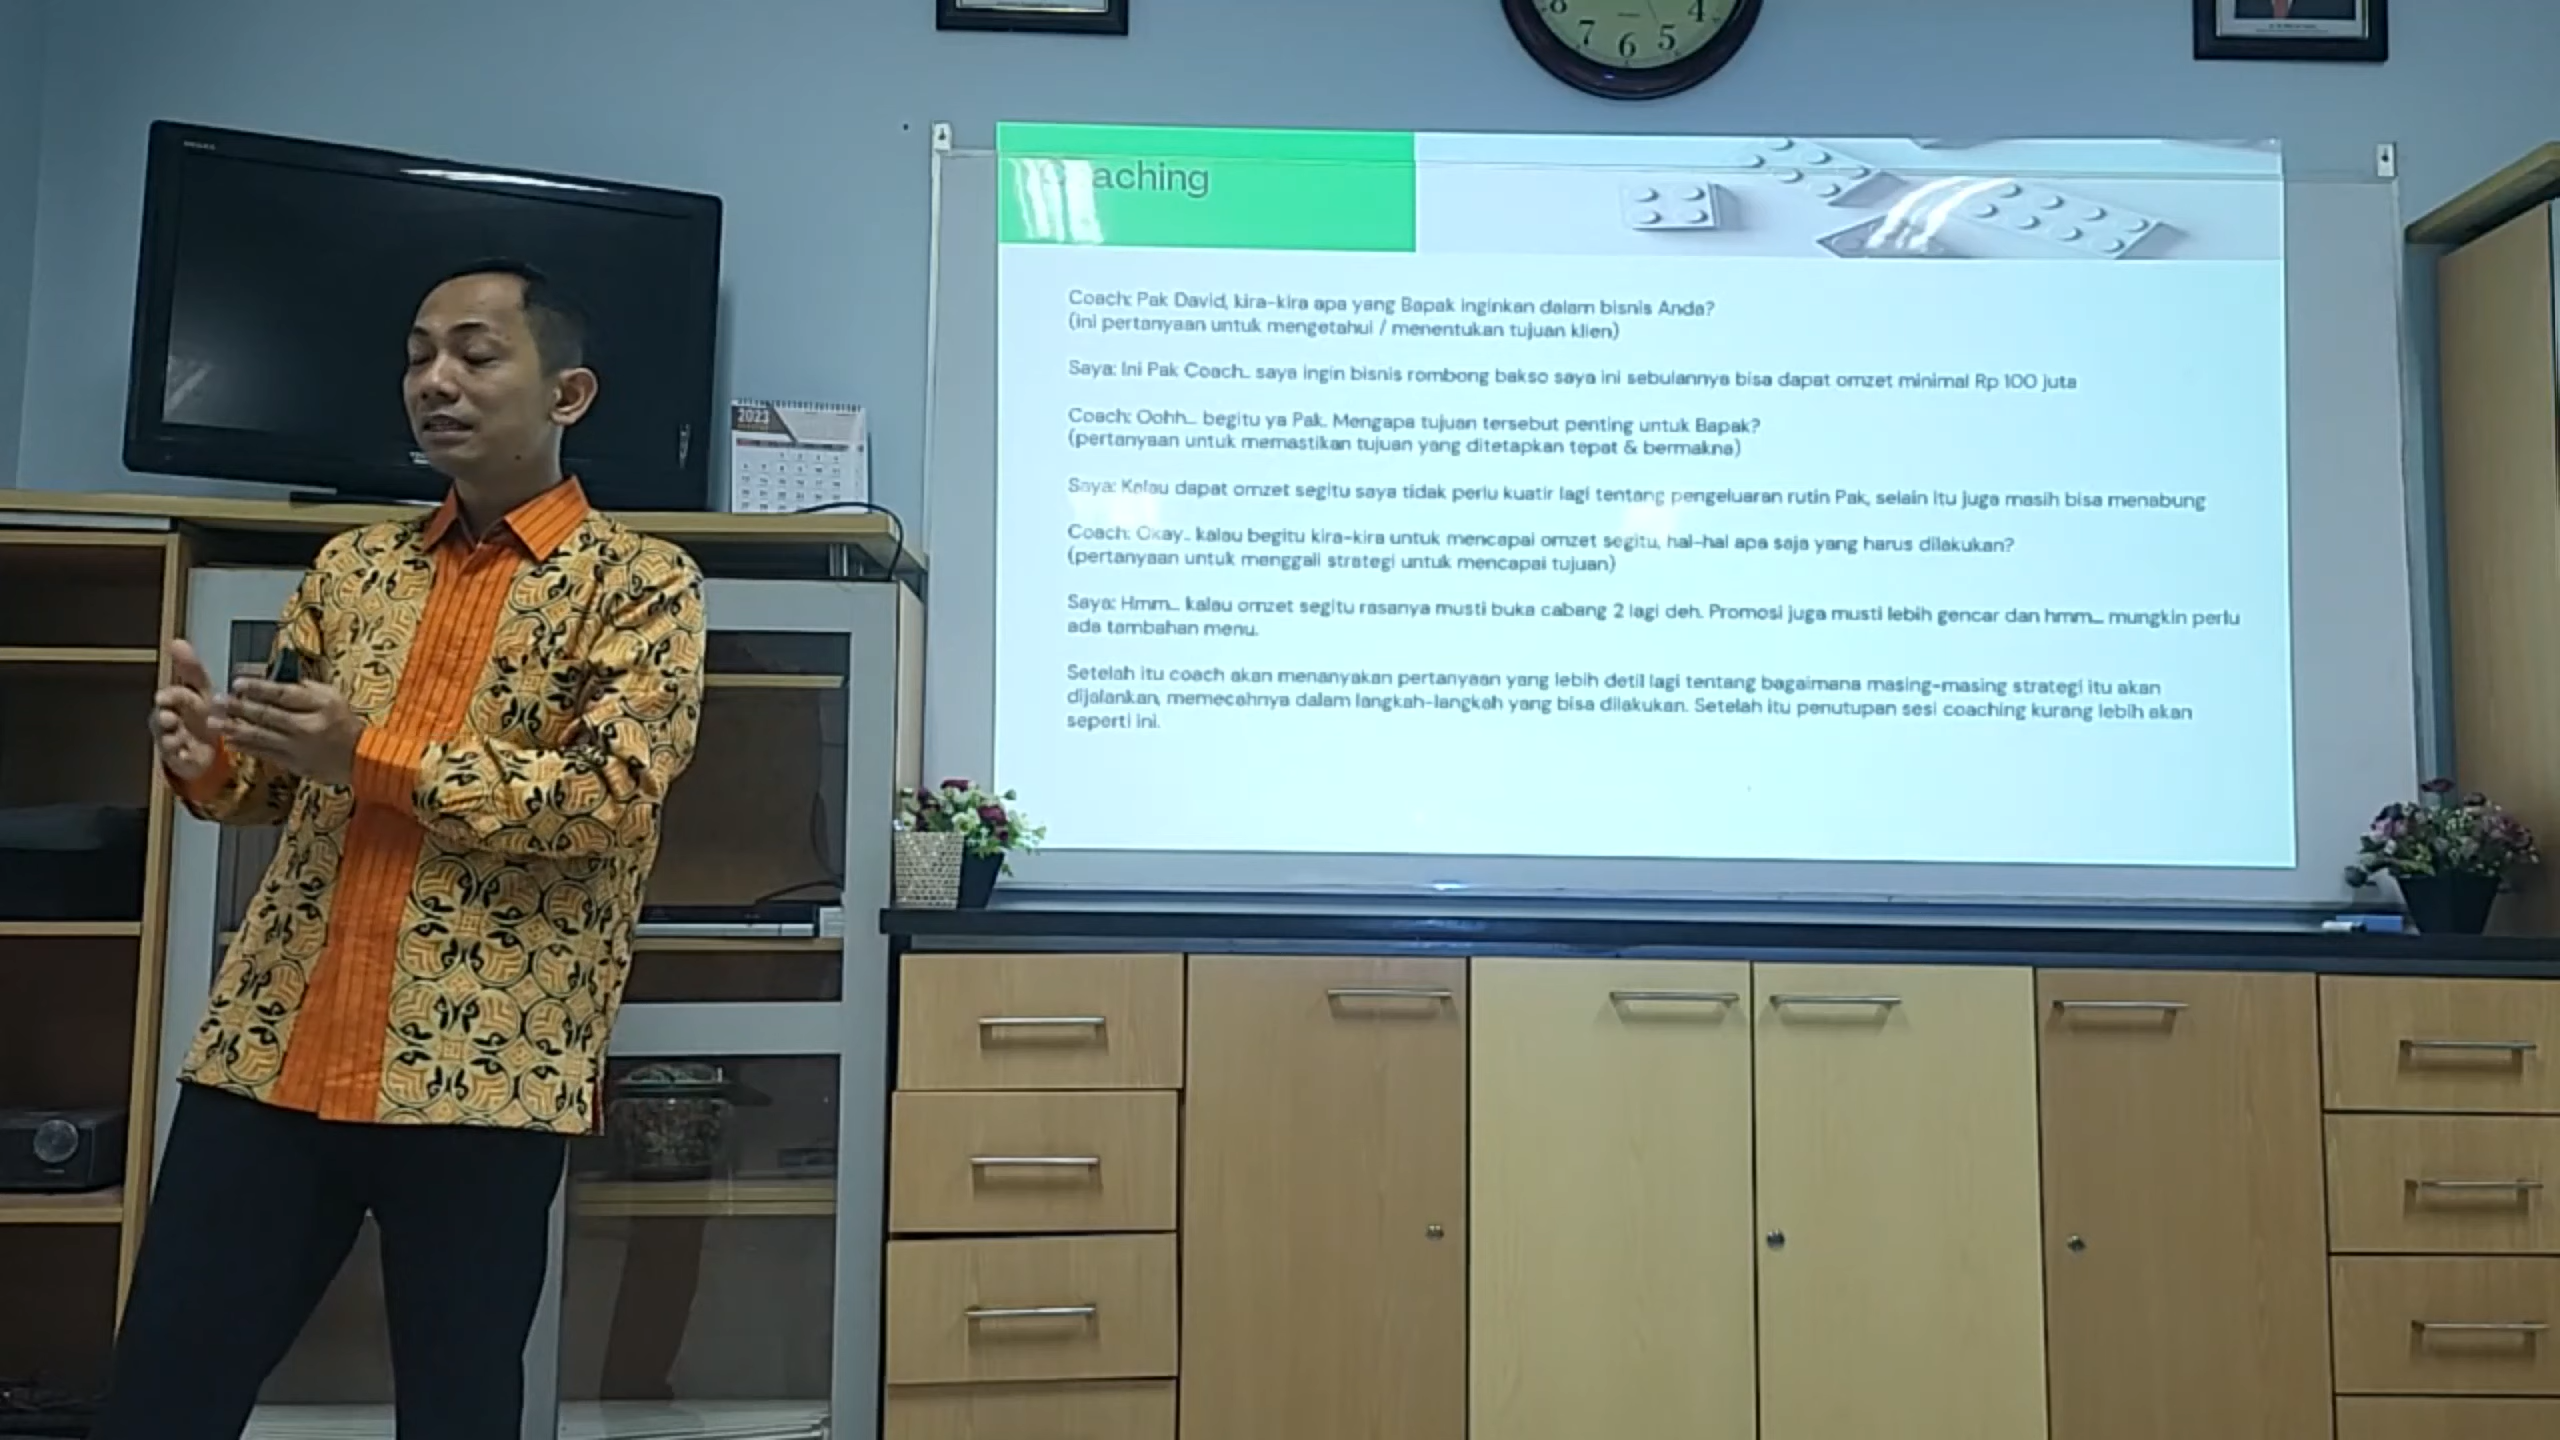 8 7 6 5 4
aching
Coach: Pak David, kira-kira apa yang Bapak inginkan dalam bisnis Anda?
(ini pertanyaan untuk mengetahui / menentukan tujuan klien)
Saya: Ini Pak Coach.. saya ingin bisnis rombong bakso saya ini sebulannya bisa dapat omzet minimal Rp 100 juta
Coach: Oohh... begitu ya Pak. Mengapa tujuan tersebut penting untuk Bapak?
(pertanyaan untuk memastikan tujuan yang ditetapkan tepat & bermakna)
Saya: Kalau dapat omzet segitu saya tidak perlu kuatir lagi tentang pengeluaran rutin Pak, selain itu juga masih bisa menabung
Coach: Okay.. kalau begitu kira-kira untuk mencapai omzet segitu, hal-hal apa saja yang harus dilakukan?
(pertanyaan untuk menggali strategi untuk mencapai tujuan)
Saya: Hmm... kalau omzet segitu rasanya musti buka cabang 2 lagi deh. Promosi juga musti lebih gencar dan hmm... mungkin perlu
ada tambahan menu.
Setelah itu coach akan menanyakan pertanyaan yang lebih detil lagi tentang bagaimana masing-masing strategi itu akan
dijalankan, memecahnya dalam langkah-langkah yang bisa dilakukan. Setelah itu penutupan sesi coaching kurang lebih akan
seperti ini.
2023